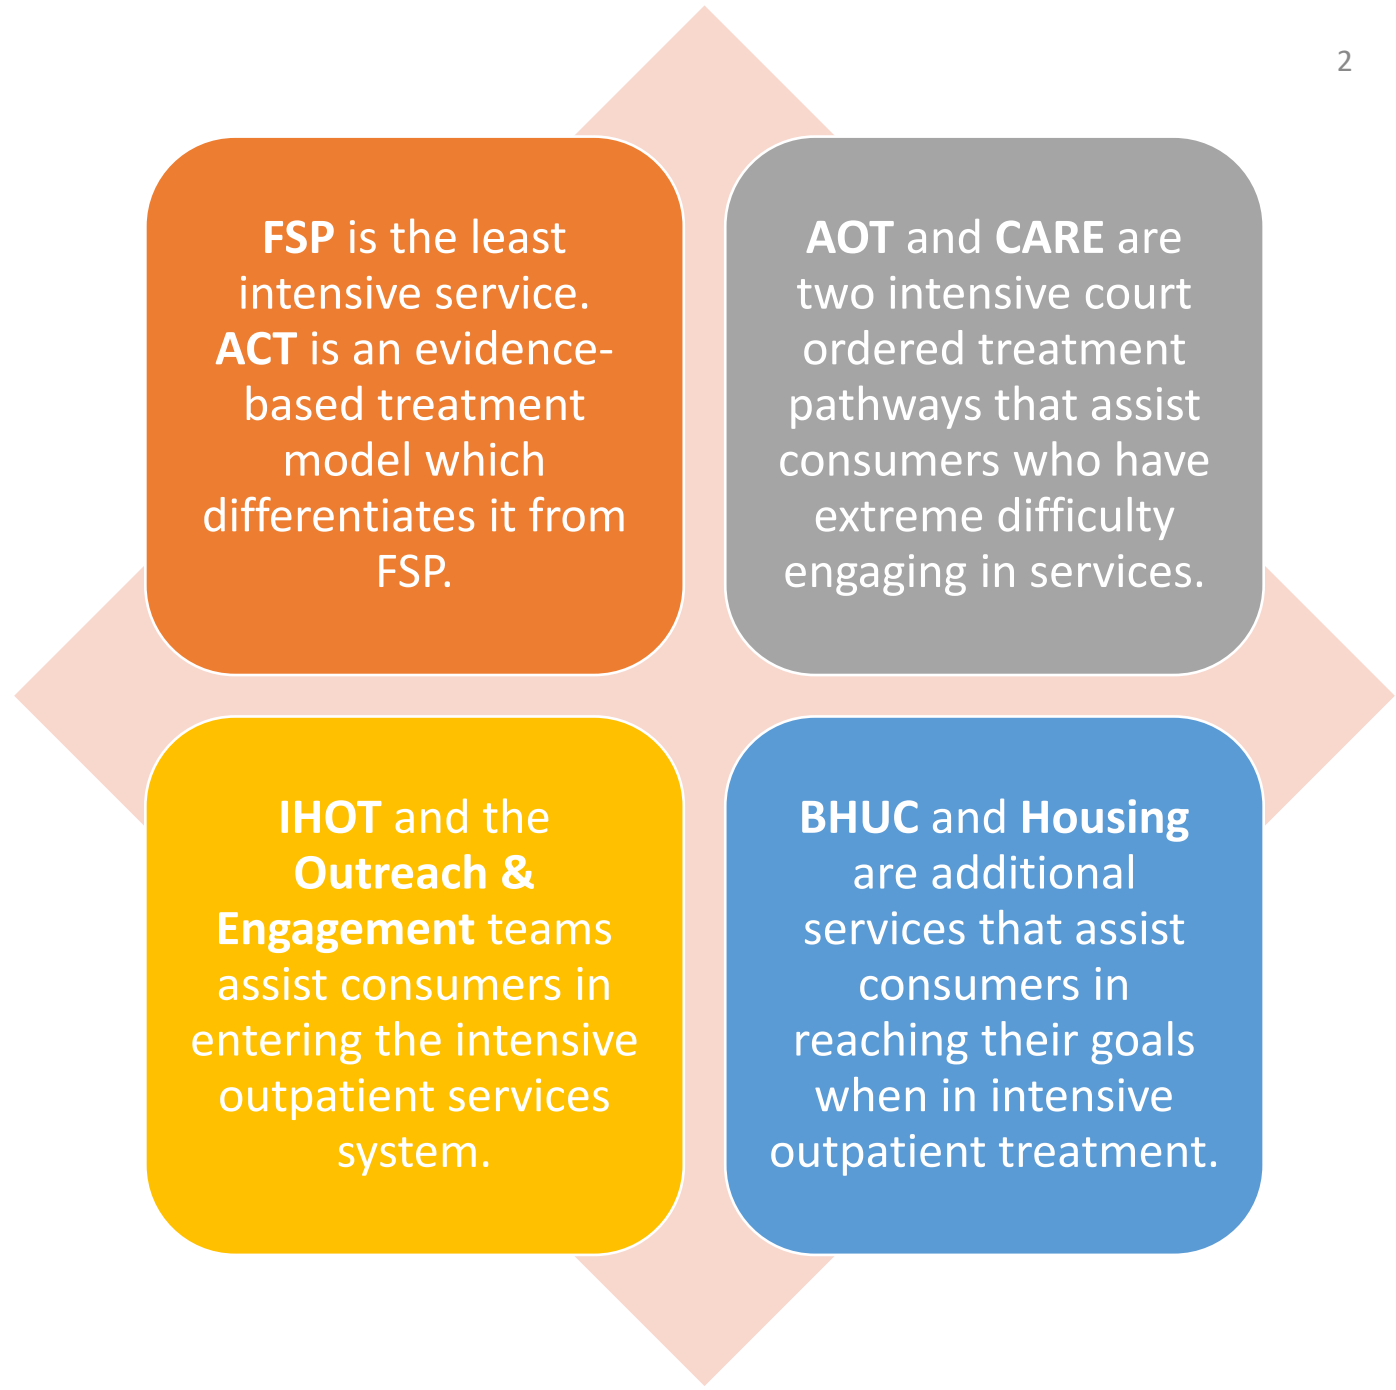 2
FSP is the least
intensive service.
ACT is an evidence-
based treatment
model which
differentiates it from
FSP.
AOT and CARE are
two intensive court
ordered treatment
pathways that assist
consumers who have
extreme difficulty
engaging in services.
IHOT and the
Outreach &
Engagement teams
assist consumers in
entering the intensive
outpatient services
system.
BHUC and Housing
are additional
services that assist
consumers in
reaching their goals
when in intensive
outpatient treatment.